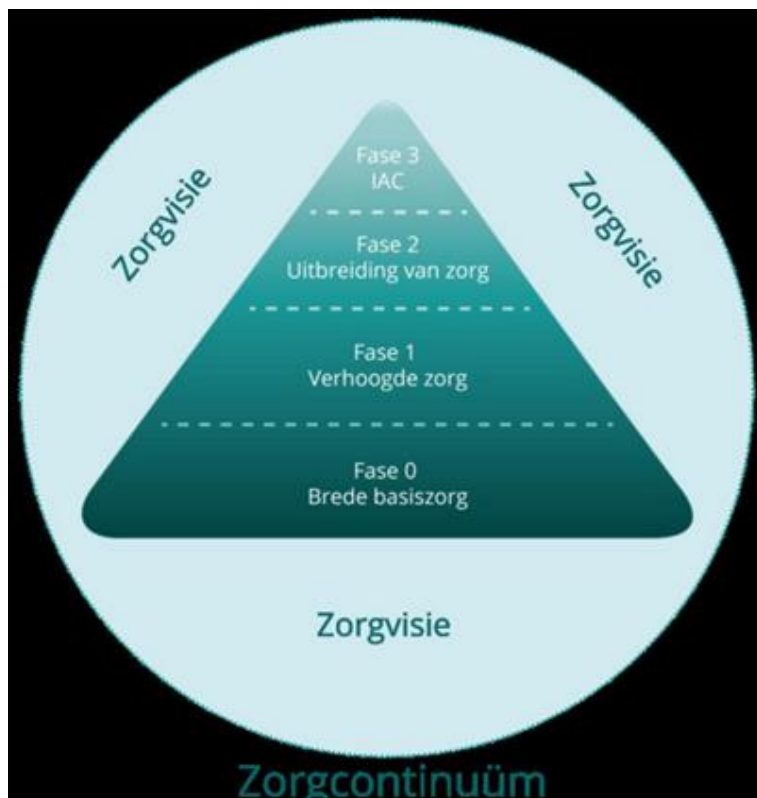 Zorgvisie
Zorgvisie
Fase 3
IAC
Fase 2
Uitbreiding van zorg
Fase 1
Verhoogde zorg
Fase 0
Brede basiszorg
Zorgvisie
Zorgcontinuüm